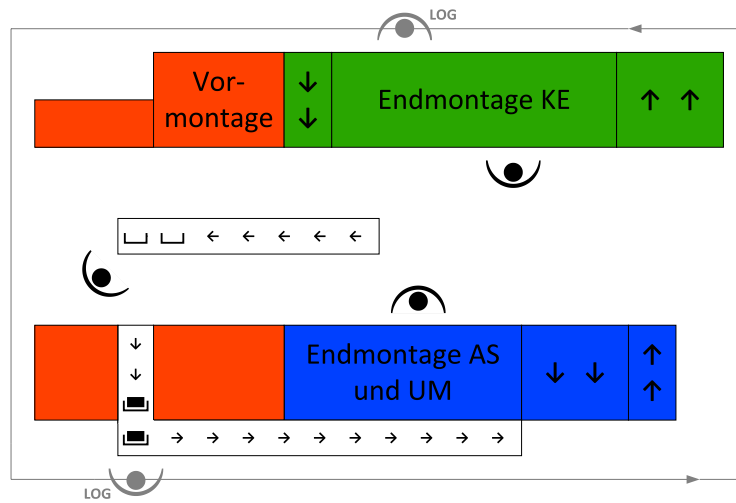 LOG
Vor-
montage
Endmontage KE
Endmontage AS
und UM
LOG